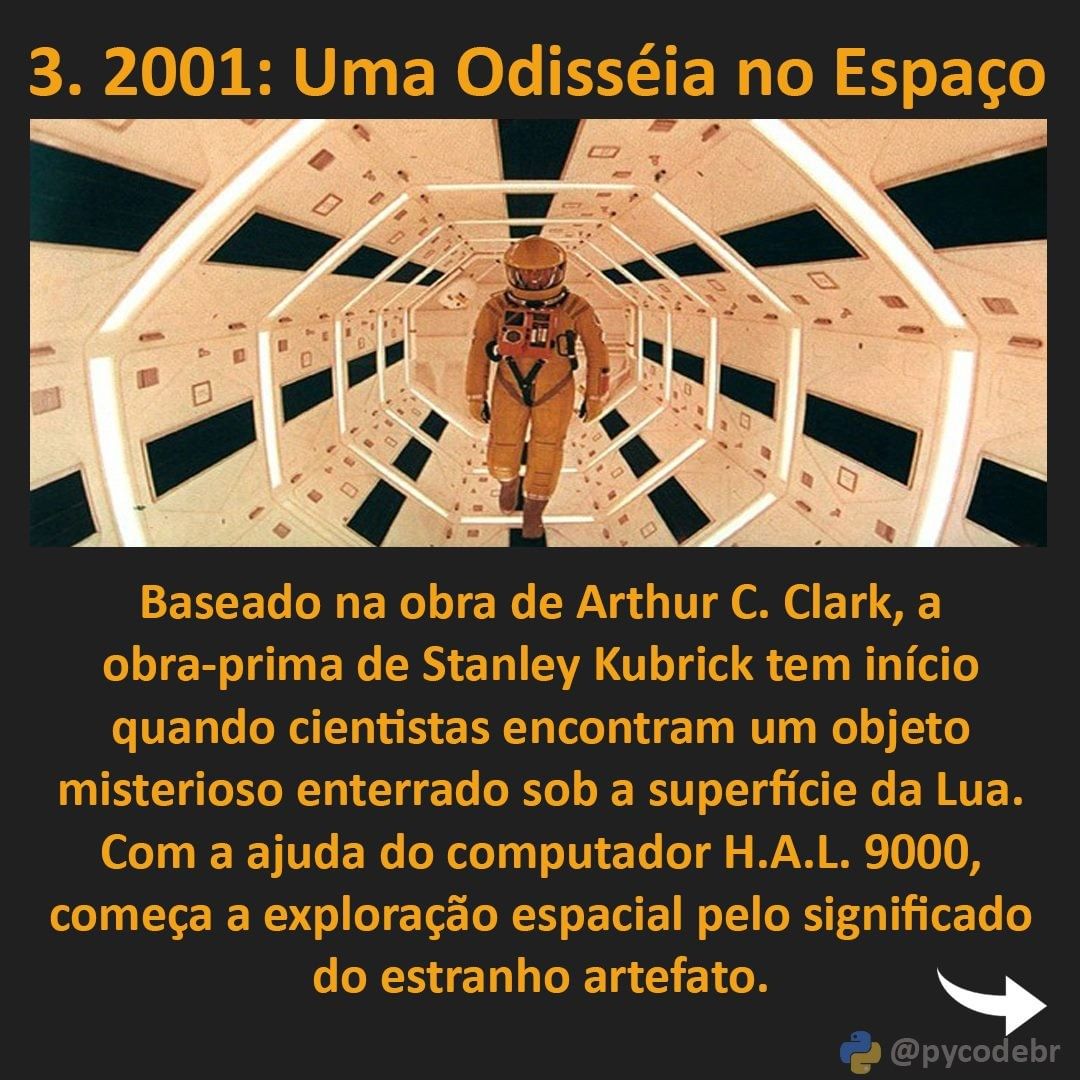 3. 2001: Uma Odisséia no Espaço
Baseado na obra de Arthur C. Clark, a
obra-prima de Stanley Kubrick tem início
quando cientistas encontram um objeto
misterioso enterrado sob a superfície da Lua.
Com a ajuda do computador H.A.L. 9000,
começa a exploração espacial pelo significado
do estranho artefato.
@pycodebr